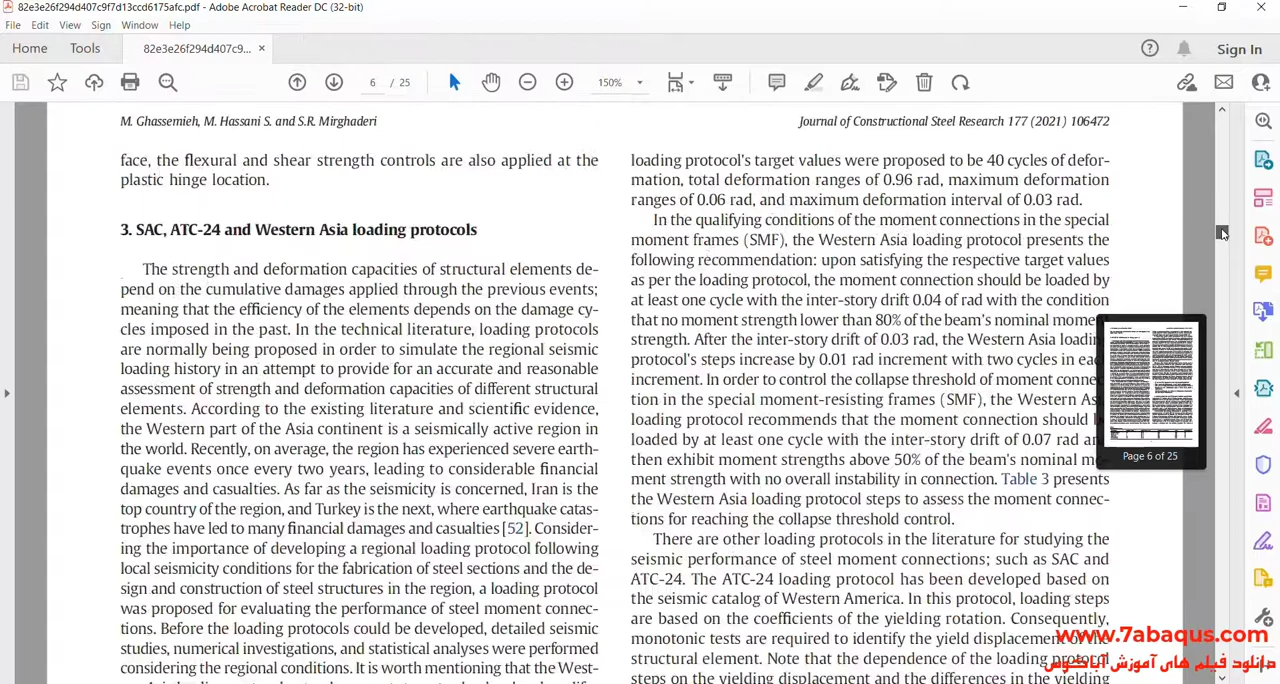 82e3e26f294d407c9f7d13ccd6175afc.pdf - Adobe Acrobat Reader DC (32-bit)
File Edit View Sign Window Help
Home Tools 82e3e26f294d407c9... × Sign In
6 / 25 150%
M. Ghassemieh, M. Hassani S. and S.R. Mirghaderi
Journal of Constructional Steel Research 177 (2021) 106472
face, the flexural and shear strength controls are also applied at the
plastic hinge location.
3. SAC, ATC-24 and Western Asia loading protocols
The strength and deformation capacities of structural elements de-
pend on the cumulative damages applied through the previous events;
meaning that the efficiency of the elements depends on the damage cy-
cles imposed in the past. In the technical literature, loading protocols
are normally being proposed in order to simulate the regional seismic
loading history in an attempt to provide for an accurate and reasonable
assessment of strength and deformation capacities of different structural
elements. According to the existing literature and scientific evidence,
the Western part of the Asia continent is a seismically active region in
the world. Recently, on average, the region has experienced severe earth-
quake events once every two years, leading to considerable financial
damages and casualties. As far as the seismicity is concerned, Iran is the
top country of the region, and Turkey is the next, where earthquake catas-
trophes have led to many financial damages and casualties [52]. Consider-
ing the importance of developing a regional loading protocol following
local seismicity conditions for the fabrication of steel sections and the de-
sign and construction of steel structures in the region, a loading protocol
was proposed for evaluating the performance of steel moment connec-
tions. Before the loading protocols could be developed, detailed seismic
studies, numerical investigations, and statistical analyses were performed
considering the regional conditions. It is worth mentioning that the West-
loading protocol's target values were proposed to be 40 cycles of defor-
mation, total deformation ranges of 0.96 rad, maximum deformation
ranges of 0.06 rad, and maximum deformation interval of 0.03 rad.
In the qualifying conditions of the moment connections in the special
moment frames (SMF), the Western Asia loading protocol presents the
following recommendation: upon satisfying the respective target values
as per the loading protocol, the moment connection should be loaded by
at least one cycle with the inter-story drift 0.04 of rad with the condition
that no moment strength lower than 80% of the beam's nominal moment
strength. After the inter-story drift of 0.03 rad, the Western Asia loading
protocol's steps increase by 0.01 rad increment with two cycles in each
increment. In order to control the collapse threshold of moment connec
tion in the special moment-resisting frames (SMF), the Western Asi
loading protocol recommends that the moment connection should b
loaded by at least one cycle with the inter-story drift of 0.07 rad an
then exhibit moment strengths above 50% of the beam's nominal mo-
ment strength with no overall instability in connection. Table 3 presents
the Western Asia loading protocol steps to assess the moment connec-
tions for reaching the collapse threshold control.
There are other loading protocols in the literature for studying the
seismic performance of steel moment connections; such as SAC and
ATC-24. The ATC-24 loading protocol has been developed based on
the seismic catalog of Western America. In this protocol, loading steps
are based on the coefficients of the yielding rotation. Consequently,
monotonic tests are required to identify the yield displacement
structural element. Note that the dependence of the loading protocol
steps on the yielding displacement and the differences in the yielding
Page 6 of 25
www.7abaqus.com
دانلود فیلم های آموزش آباکوس